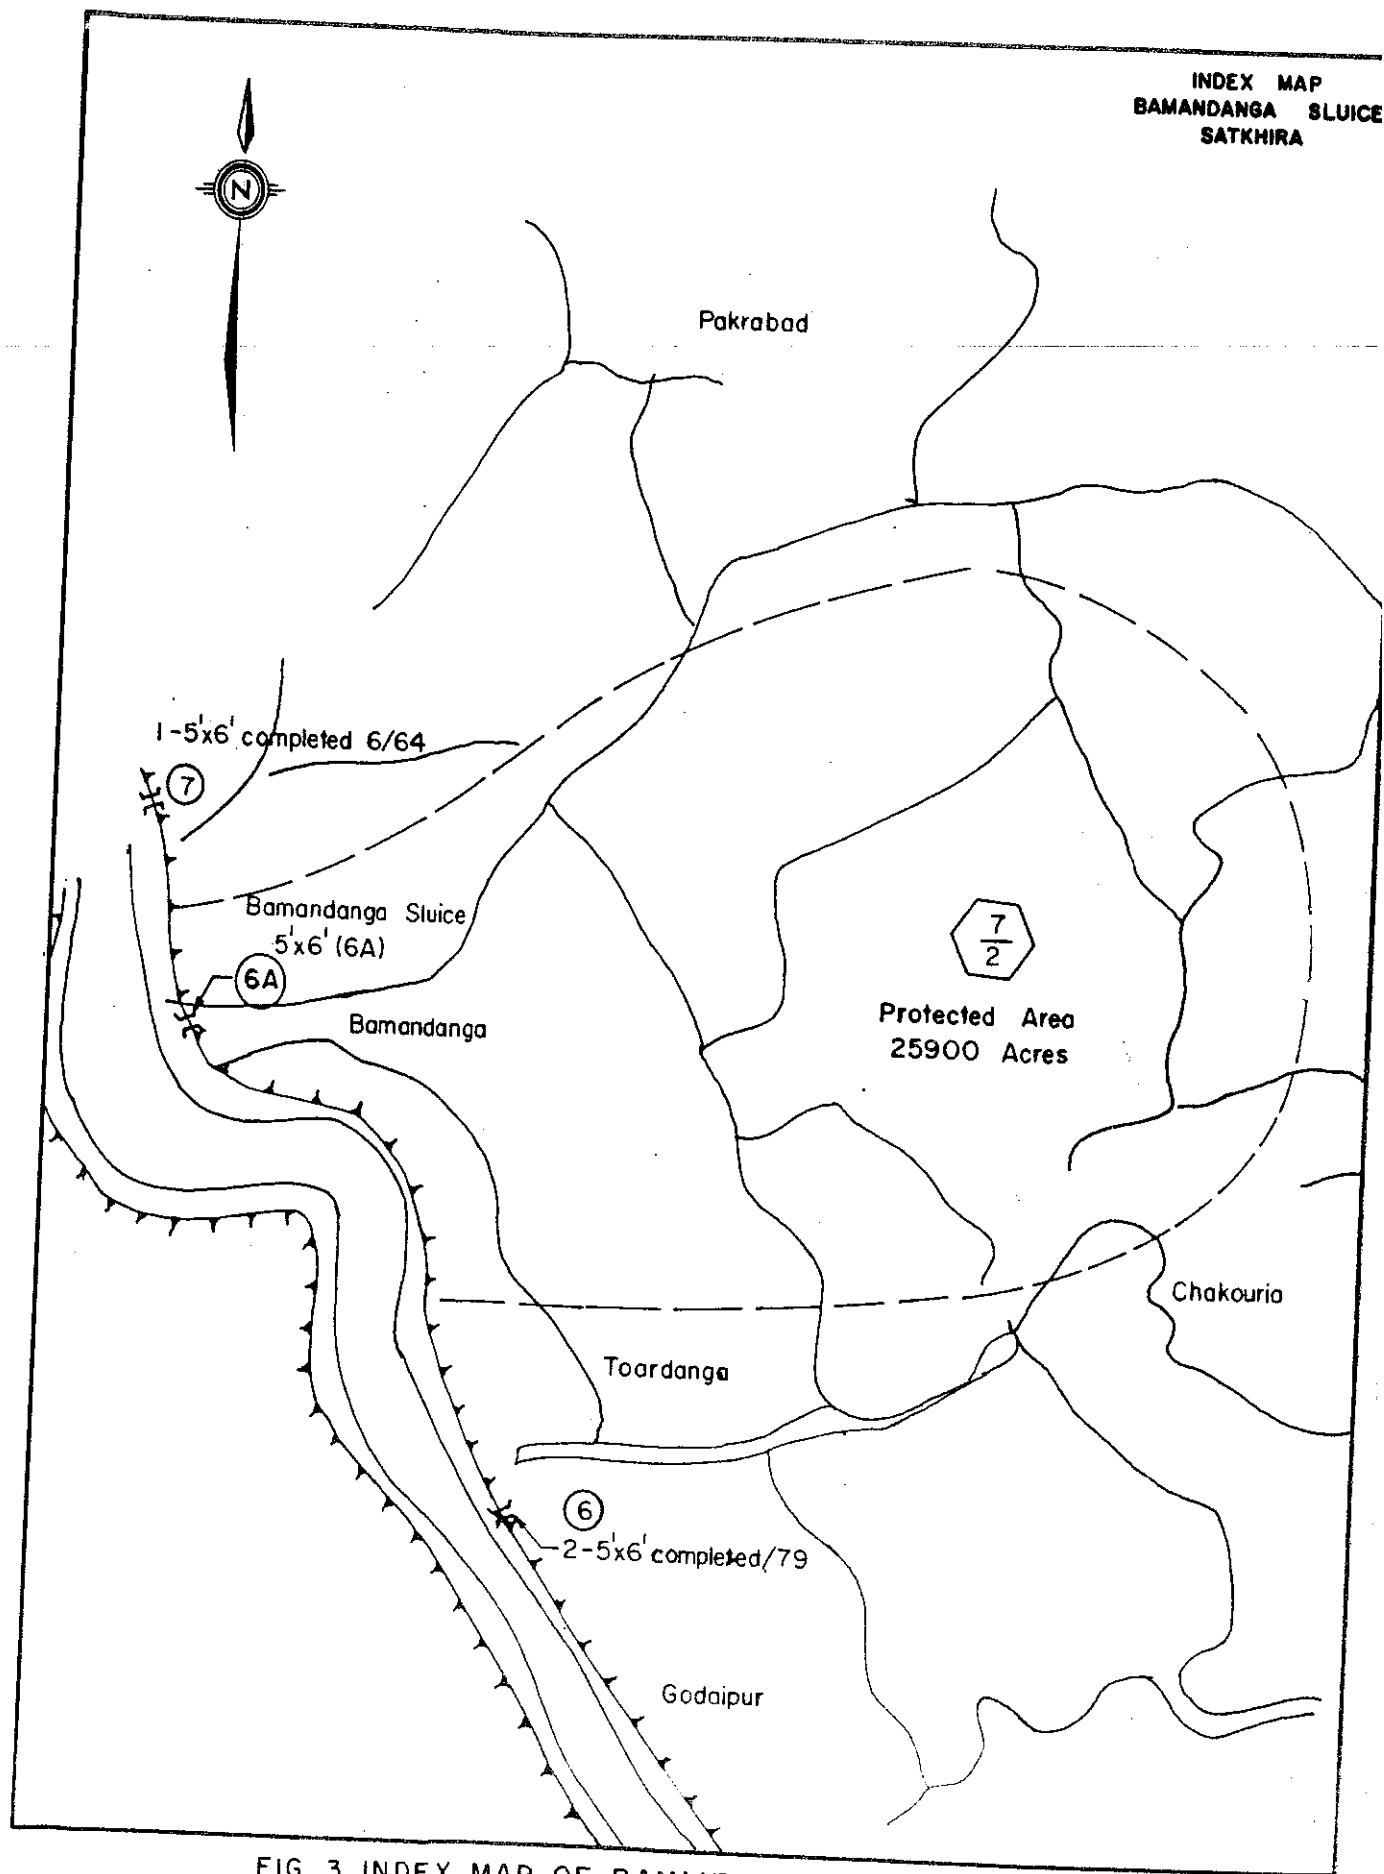 INDEX MAP
BAMANDANGA SLUICE
SATKHIRA
N
Pakrabad
1-5'x6' completed 6/64
7
Bamandanga Sluice
5'x6' (6A)
6A
Bamandanga
7
2
Protected Area
25900 Acres
Chakouria
Toardanga
6
2-5'x6' completed/79
Godaipur
FIG. 3 INDEX MAP OF